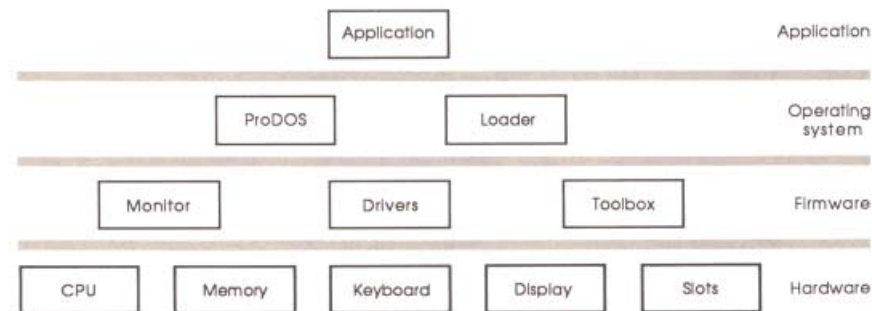 Application Application
ProDOS Loader Operating
system
Monitor Drivers Toolbox Firmware
CPU Memory Keyboard Display Slots Hardware